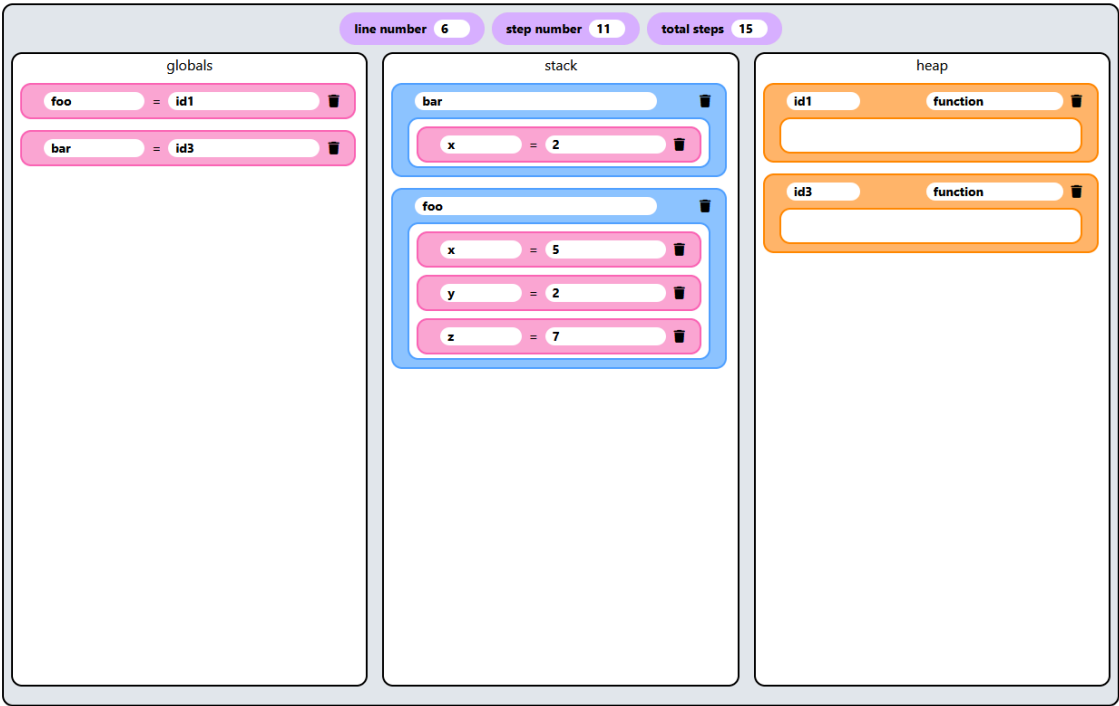 line number 6 step number 11 total steps 15
globals
foo = id1
bar = id3
stack
bar
x = 2
foo
x = 5
y = 2
z = 7
heap
id1 function
id3 function